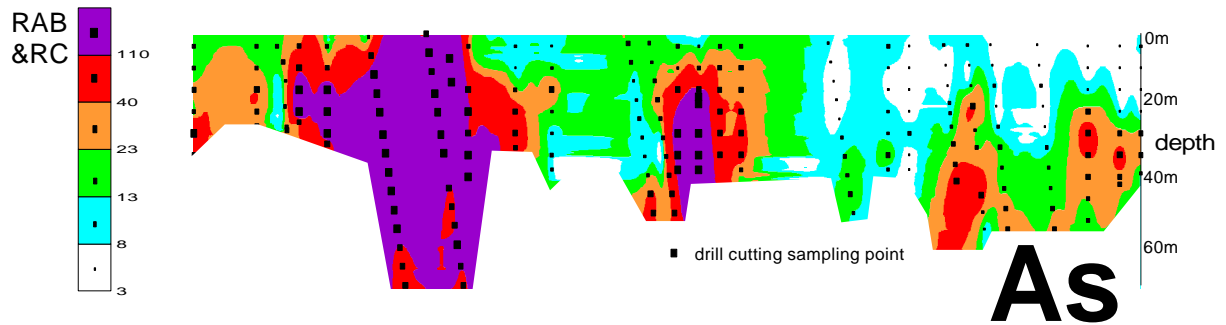 RAB
&RC
110
40
23
13
8
3
0m
20m
depth
40m
60m
drill cutting sampling point
As